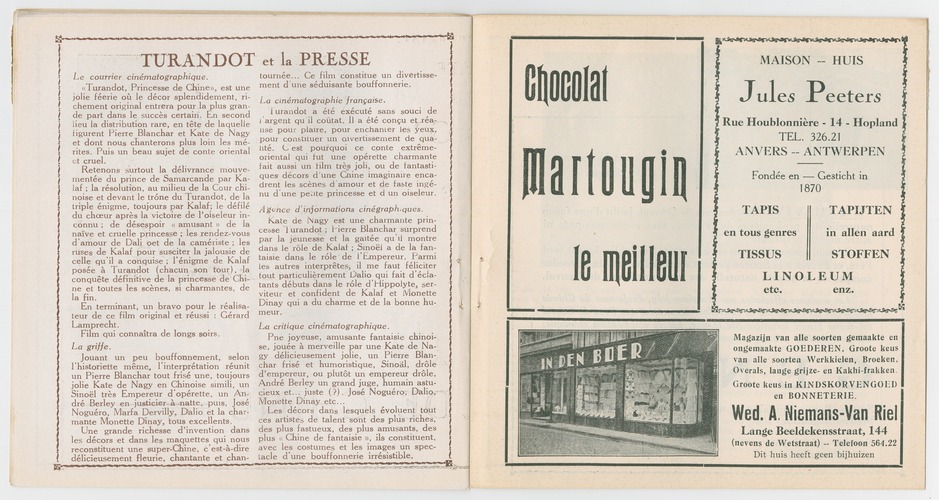 TURANDOT et la PRESSE
Le courrier cinématographique.
«Turandot, Princesse de Chine», est une
jolie féerie où le décor splendidement, ri-
chement original entrera pour la plus gran-
de part dans le succès certain. En second
lieu la distribution rare, en tête de laquelle
figurent Pierre Blanchar et Kate de Nagy
et dont nous chanterons plus loin les mé-
rites. Puis un beau sujet de conte oriental
et cruel.
Retenons surtout la délivrance mouve-
mentée du prince de Samarcande par Ka-
laf ; la résolution, au milieu de la Cour chi-
noise et devant le trône du Turandot, de la
triple énigme, toujours par Kalaf; le défilé
du chœur après la victoire de l'oiseleur in-
connu ; de désespoir « amusant » de la
naïve et cruelle princesse ; les rendez-vous
d'amour de Dali et de la camériste ; les
ruses de Kalaf pour susciter la jalousie de
celle qu'il a conquise ; l'énigme de Kalaf
posée à Turandot (chacun son tour), la
conquête définitive de la princesse de Chi-
ne et toutes les scènes, si charmantes, de
la fin.
En terminant, un bravo pour le réalisa-
teur de ce film original et réussi : Gérard
Lamprecht.
Film qui connaîtra de longs soirs.
La griffe.
Jouant un peu bouffonnement, selon
l'historiette même, l'interprétation réunit
un Pierre Blanchar tout frisé une, toujours
jolie Kate de Nagy en Chinoise simili, un
Sinoël très Empereur d'opérette, un An-
dré Berley en justicier à natte, puis, José
Noguéro, Marfa Dervilly, Dalio et la char-
mante Monette Dinay, tous excellents.
Une grande richesse d'invention dans
les décors et dans les maquettes qui nous
reconstituent une super-Chine, c'est-à-dire
délicieusement fleurie, chantante et chan-
tournée... Ce film constitue un divertisse-
ment d'une séduisante bouffonnerie.
La cinématographie française.
Turandot a été exécuté sans souci de
l'argent qu'il coûtait. Il a été conçu et réa-
lisé pour plaire, pour enchanter les yeux,
pour constituer un divertissement de qua-
lité. C'est pourquoi ce conte extrême-
oriental qui fut une opérette charmante
fait aussi un film très joli, où de fantasti-
ques décors d'une Chine imaginaire enca-
drent les scènes d'amour et de faste ingé-
nu d'une petite princesse et d'un oiseleur.
Agence d'informations cinégraphiques.
Kate de Nagy est une charmante prin-
cesse Turandot ; Pierre Blanchar surprend
par la jeunesse et la gaîté qu'il montre
dans le rôle de Kalaf ; Sinoël a de la fan-
taisie dans le rôle de l'Empereur. Parmi
les autres interprètes, il me faut féliciter
tout particulièrement Dalio qui fait d'écla-
tants débuts dans le rôle d'Hippolyte, ser-
viteur et confident de Kalaf et Monette
Dinay qui a du charme et de la bonne hu-
meur.
La critique cinématographique.
Une joyeuse, amusante fantaisie chinoi-
se, jouée à merveille par une Kate de Na-
gy délicieusement jolie, un Pierre Blan-
char frisé et humoristique, Sinoël, drôle
d'empereur, ou plutôt un empereur drôle,
André Berley un grand juge, humain astu-
cieux et... juste (?). José Noguéro, Dalio,
Monette Dinay etc...
Les décors dans lesquels évoluent tout
ces artistes de talent sont des plus riches,
des plus fastueux, des plus amusants, des
plus « Chine de fantaisie », ils constituent,
avec les costumes et les images un spec-
tacle d'une bouffonnerie irrésistible.
Chocolat
Martougin
le meilleur
MAISON -- HUIS
Jules Peeters
Rue Houblonnière - 14 - Hopland
TEL. 326.21
ANVERS -- ANTWERPEN
Fondée en — Gesticht in
1870
TAPIS TAPIJTEN
en tous genres in allen aard
TISSUS STOFFEN
LINOLEUM
etc. enz.
IN DEN BOER
Magazijn van alle soorten gemaakte en
ongemaakte GOEDEREN, Groote keus
van alle soorten Werkkielen, Broeken,
Overals, lange grijze- en Kakhi-frakken.
Groote keus in KINDSKORVENGOED
en BONNETERIE.
Wed. A. Niemans-Van Riel
Lange Beeldekensstraat, 144
(nevens de Wetstraat) -- Telefoon 564.22
Dit huis heeft geen bijhuizen